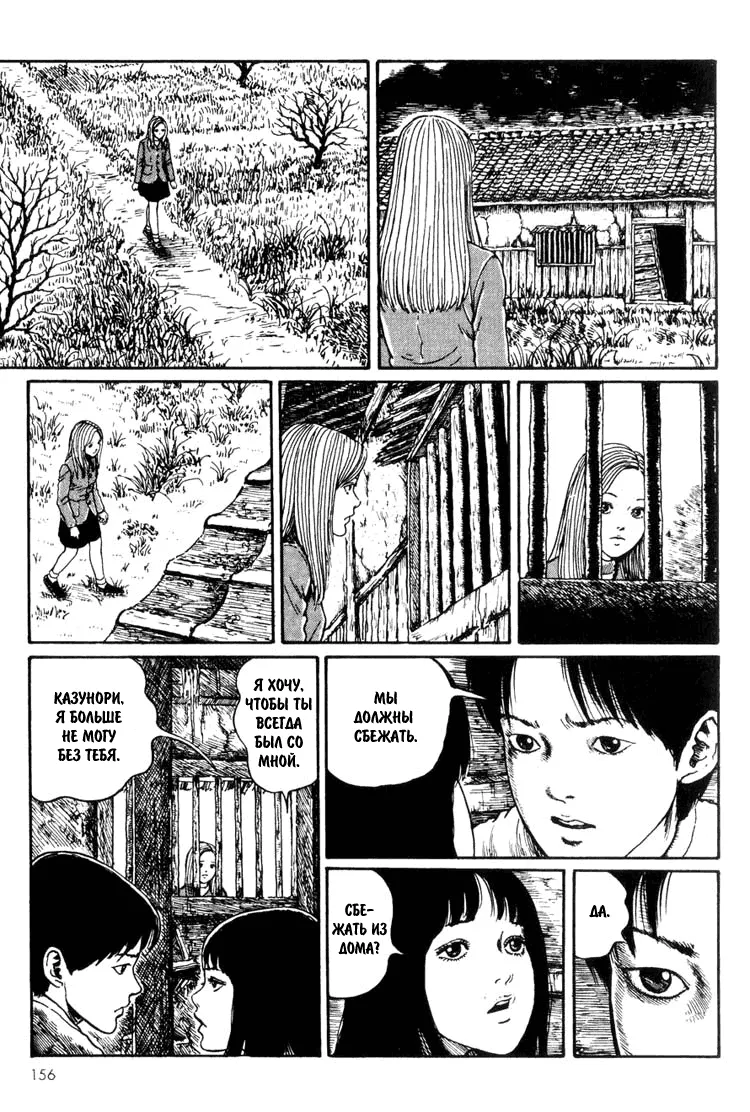 КАЗУНОРИ,
Я БОЛЬШЕ
НЕ МОГУ
БЕЗ ТЕБЯ.
Я ХОЧУ,
ЧТОБЫ ТЫ
ВСЕГДА
БЫЛ СО
МНОЙ.
МЫ
ДОЛЖНЫ
СБЕЖАТЬ.
СБЕ-
ЖАТЬ ИЗ
ДОМА?
ДА.
156